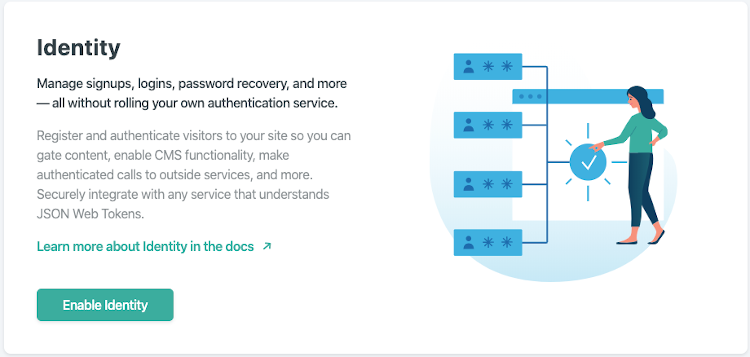 Identity
Manage signups, logins, password recovery, and more
— all without rolling your own authentication service.
Register and authenticate visitors to your site so you can
gate content, enable CMS functionality, make
authenticated calls to outside services, and more.
Securely integrate with any service that understands
JSON Web Tokens.
Learn more about Identity in the docs ↗
Enable Identity